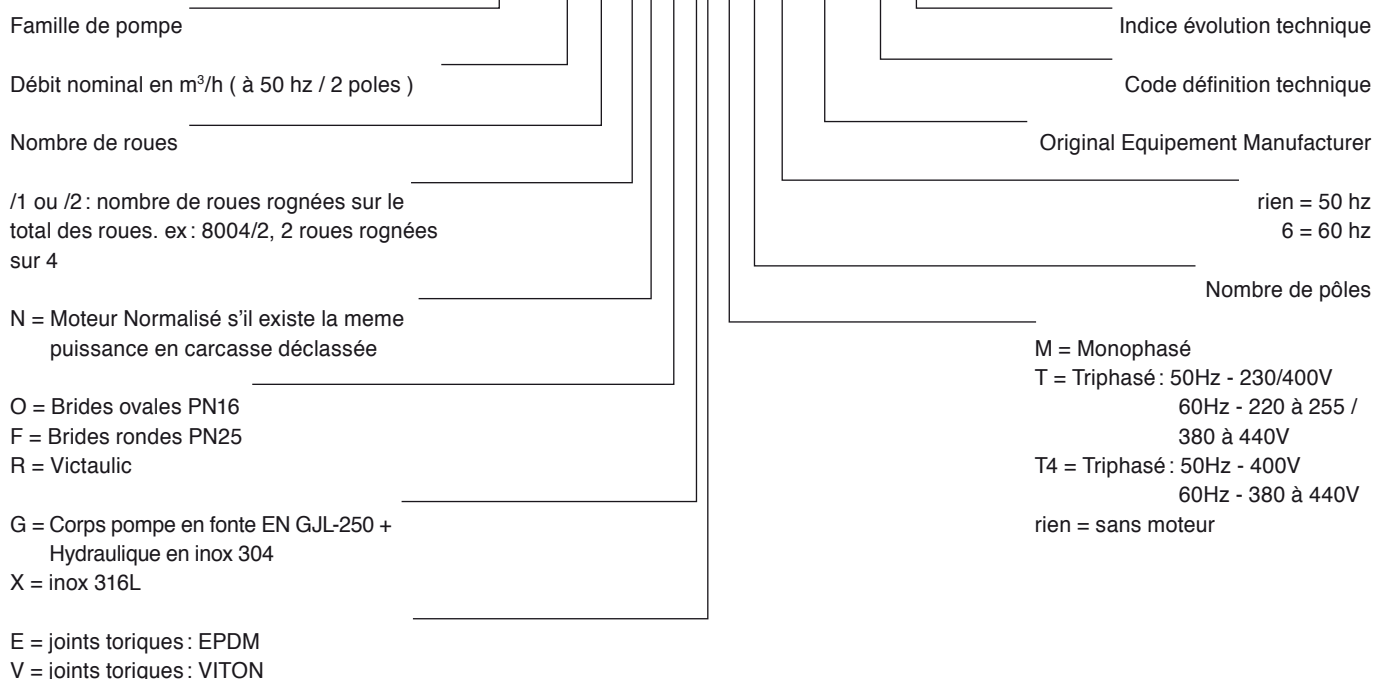 Famille de pompe
Débit nominal en m³/h ( à 50 hz / 2 poles )
Nombre de roues
/1 ou /2 : nombre de roues rognées sur le
total des roues. ex : 8004/2, 2 roues rognées
sur 4
N = Moteur Normalisé s’il existe la meme
puissance en carcasse déclassée
O = Brides ovales PN16
F = Brides rondes PN25
R = Victaulic
G = Corps pompe en fonte EN GJL-250 +
Hydraulique en inox 304
X = inox 316L
E = joints toriques : EPDM
V = joints toriques : VITON
Indice évolution technique
Code définition technique
Original Equipement Manufacturer
rien = 50 hz
6 = 60 hz
Nombre de pôles
M = Monophasé
T = Triphasé : 50Hz - 230/400V
60Hz - 220 à 255 /
380 à 440V
T4 = Triphasé : 50Hz - 400V
60Hz - 380 à 440V
rien = sans moteur